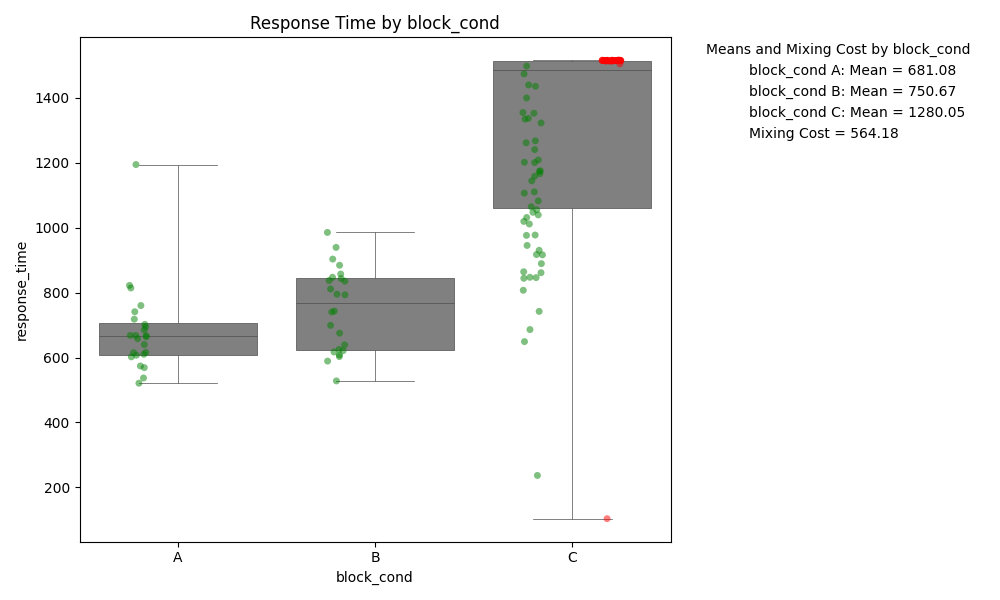 Response Time by block_cond
Means and Mixing Cost by block_cond
block_cond A: Mean = 681.08
block_cond B: Mean = 750.67
block_cond C: Mean = 1280.05
Mixing Cost = 564.18
response_time
1400
1200
1000
800
600
400
200
A
B
C
block_cond